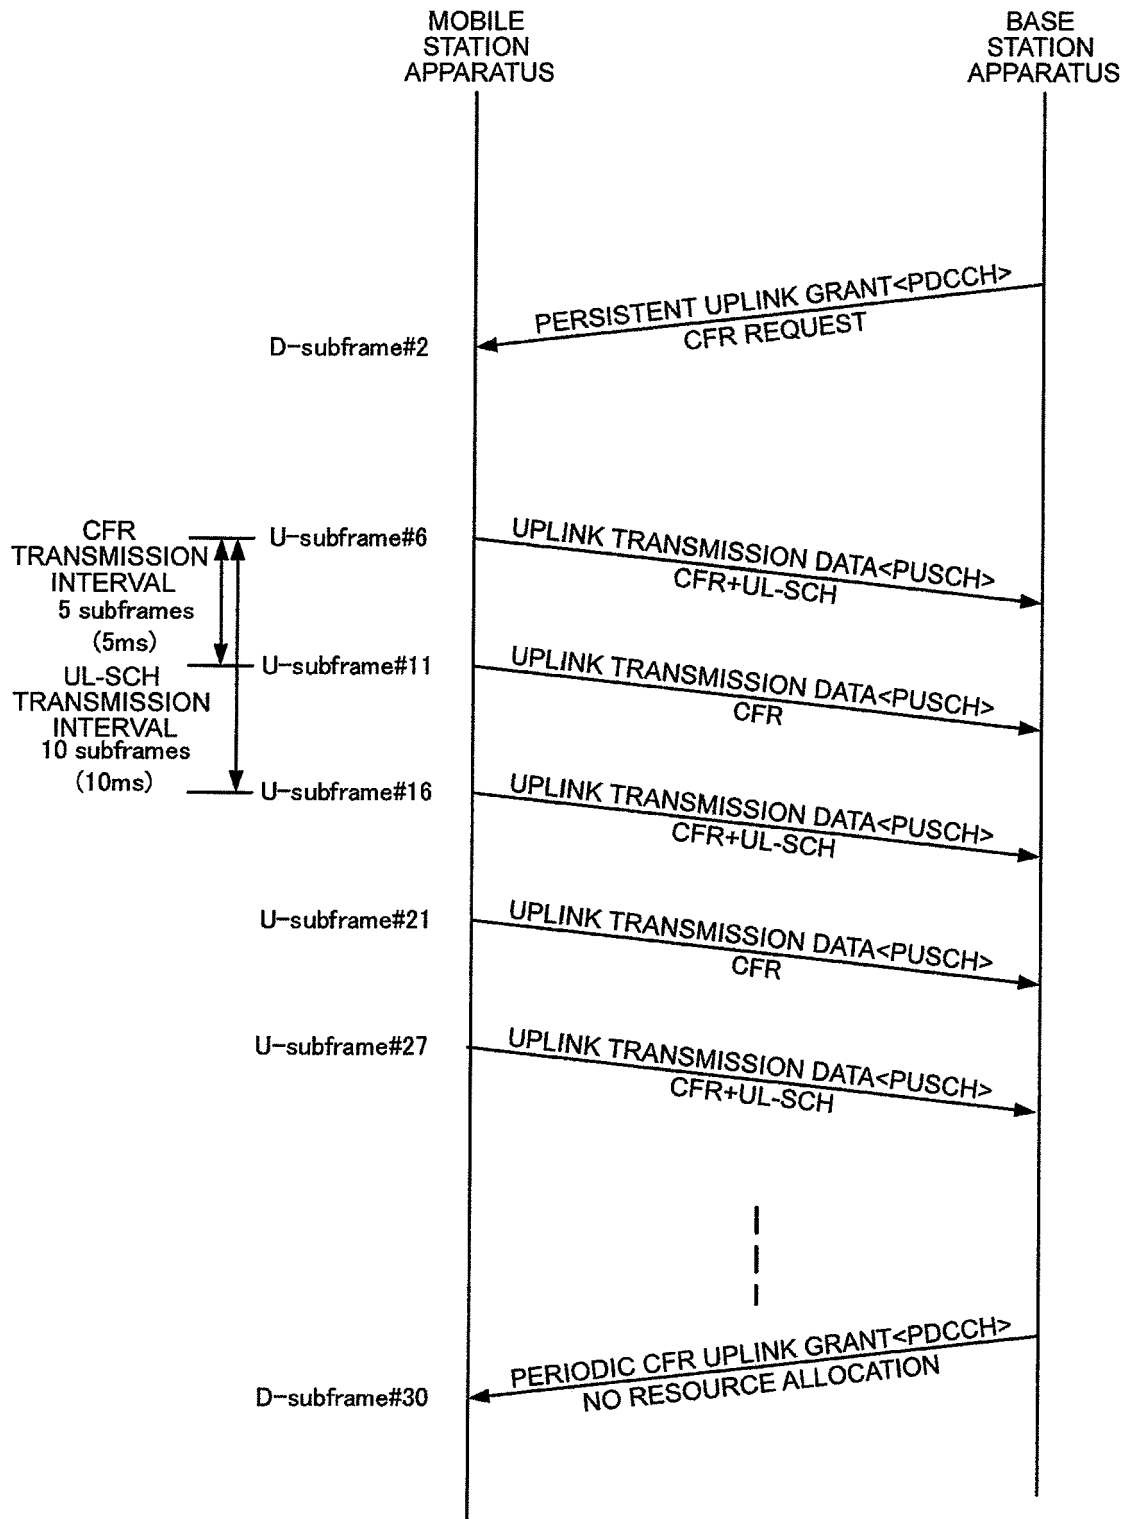 MOBILE
STATION
APPARATUS
BASE
STATION
APPARATUS
PERSISTENT UPLINK GRANT<PDCCH>
CFR REQUEST
D-subframe#2
CFR
TRANSMISSION
INTERVAL
5 subframes
(5ms)
UL-SCH
TRANSMISSION
INTERVAL
10 subframes
(10ms)
U-subframe#6
UPLINK TRANSMISSION DATA<PUSCH>
CFR+UL-SCH
U-subframe#11
UPLINK TRANSMISSION DATA<PUSCH>
CFR
U-subframe#16
UPLINK TRANSMISSION DATA<PUSCH>
CFR+UL-SCH
U-subframe#21
UPLINK TRANSMISSION DATA<PUSCH>
CFR
U-subframe#27
UPLINK TRANSMISSION DATA<PUSCH>
CFR+UL-SCH
PERIODIC CFR UPLINK GRANT<PDCCH>
NO RESOURCE ALLOCATION
D-subframe#30